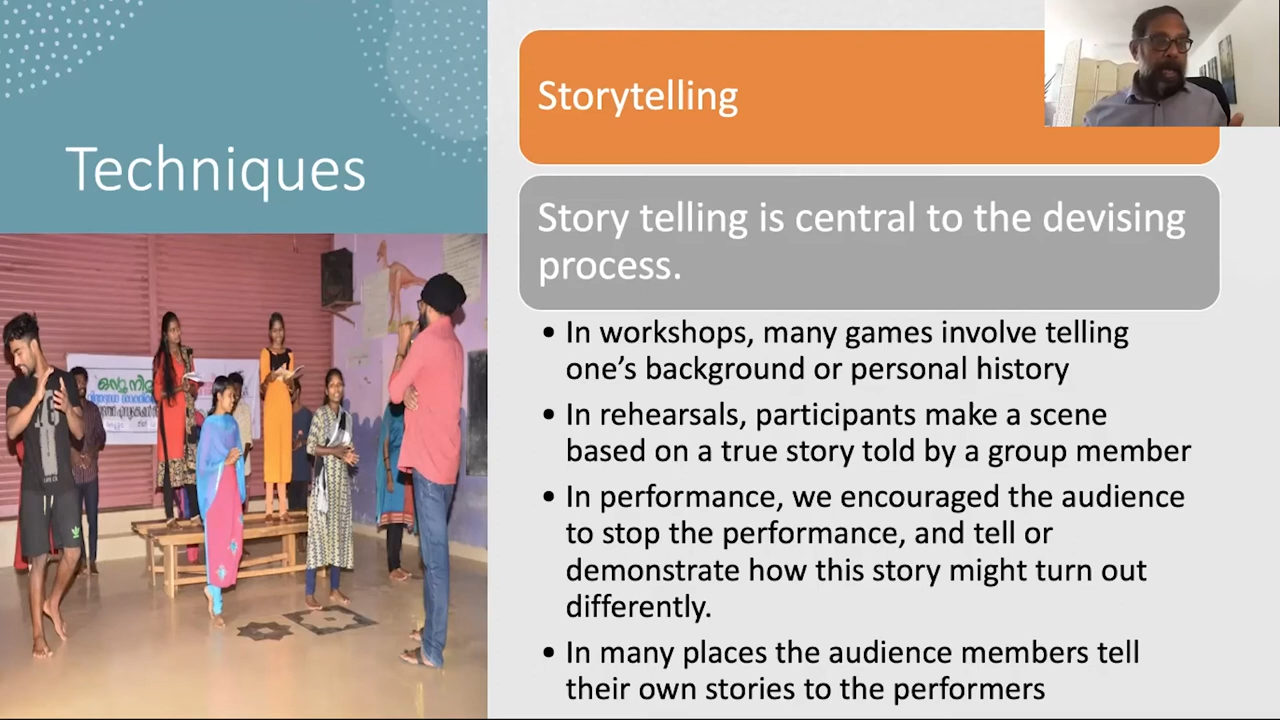 Techniques
Storytelling
Story telling is central to the devising
process.
• In workshops, many games involve telling
one’s background or personal history
• In rehearsals, participants make a scene
based on a true story told by a group member
• In performance, we encouraged the audience
to stop the performance, and tell or
demonstrate how this story might turn out
differently.
• In many places the audience members tell
their own stories to the performers
16